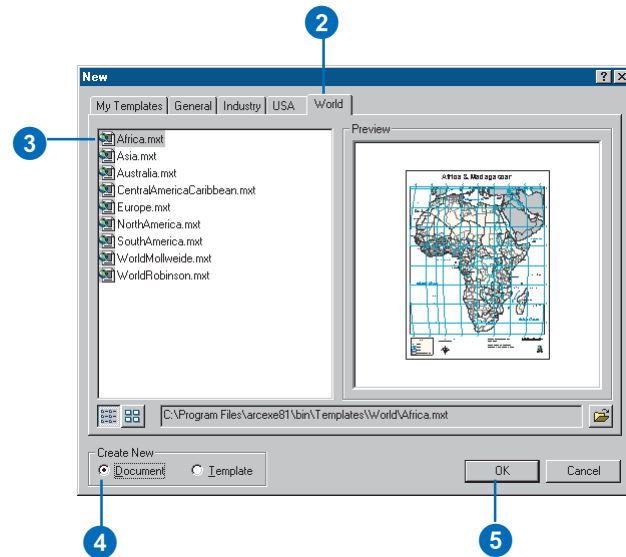 2
New
My Templates General Industry USA World
3
Africa.mxt
Asia.mxt
Australia.mxt
CentralAmericaCaribbean.mxt
Europe.mxt
NorthAmerica.mxt
SouthAmerica.mxt
WorldMollweide.mxt
WorldRobinson.mxt
Preview
Africa & Madagascar
C:\Program Files\arcexe81\bin\Templates\World\Africa.mxt
Create New
Document Template
OK Cancel
4 5